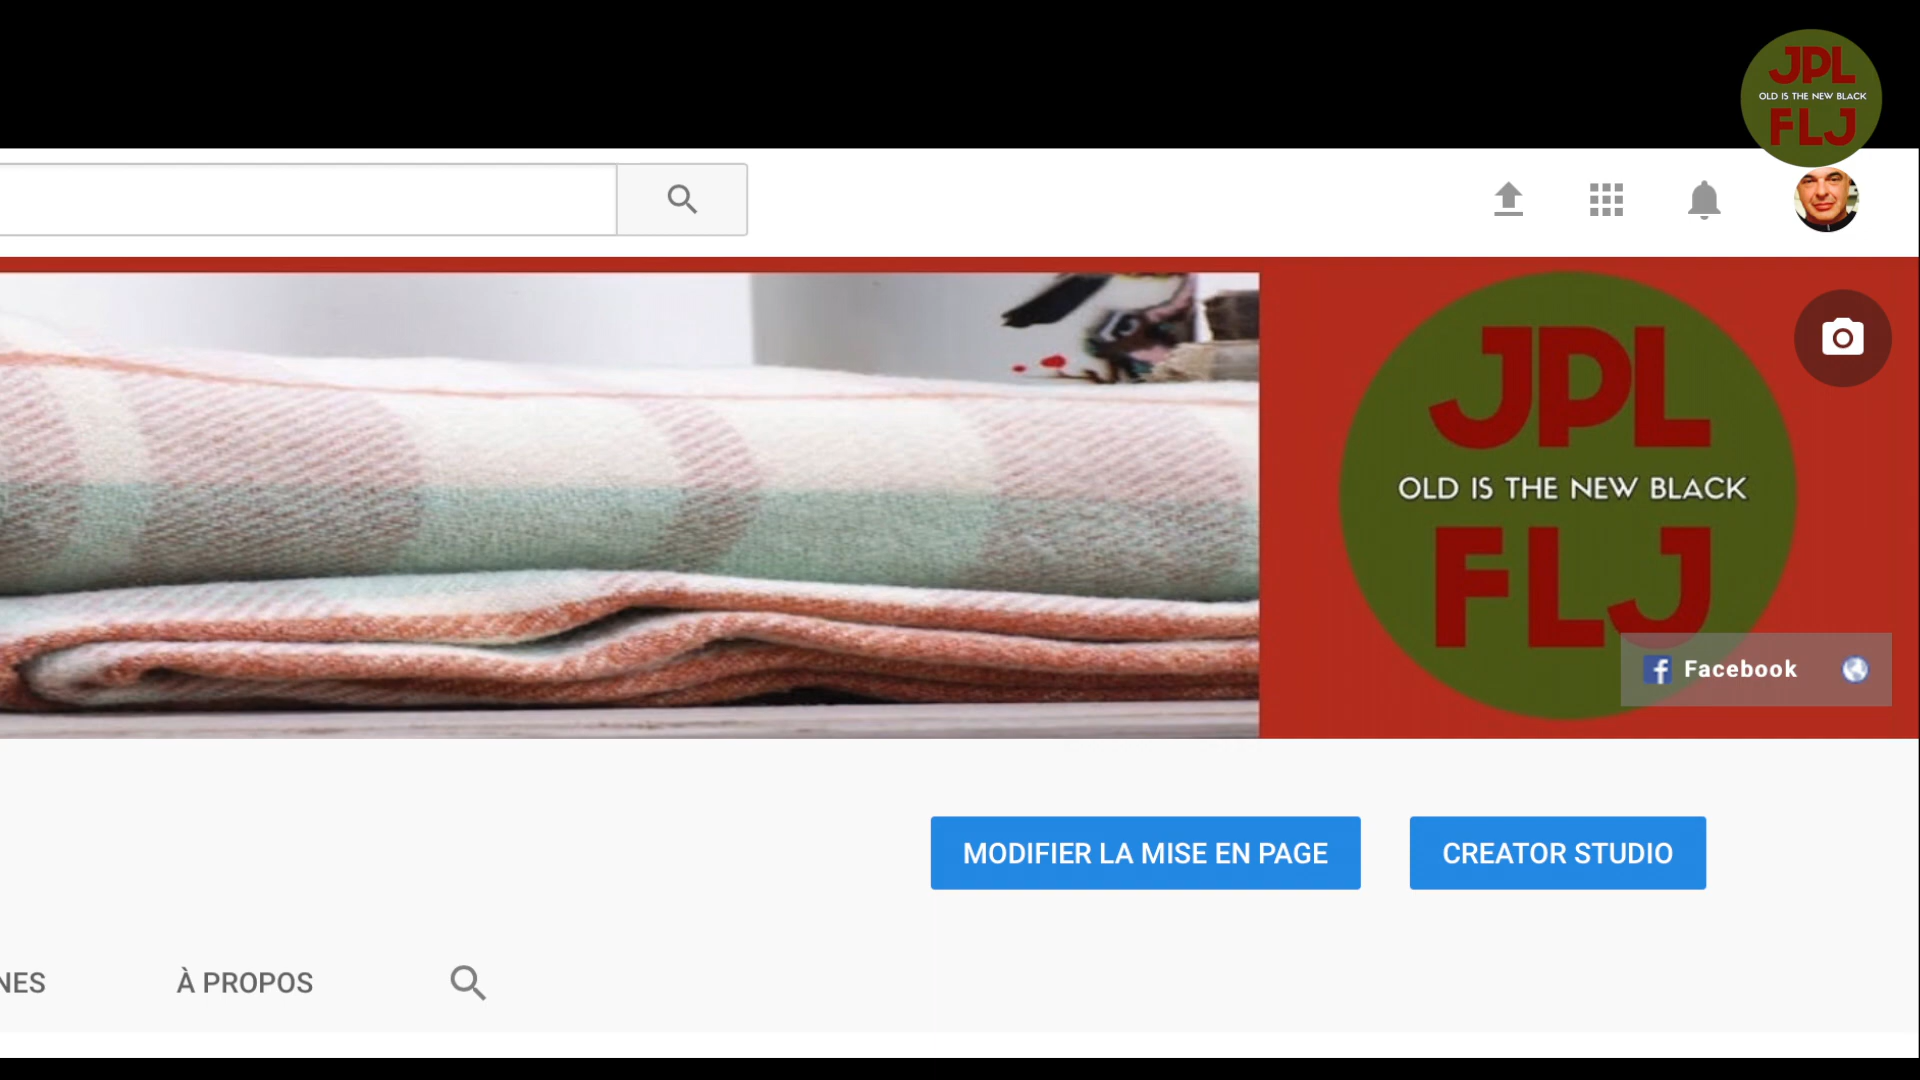 JPL
OLD IS THE NEW BLACK
FLJ
JPL
OLD IS THE NEW BLACK
FLJ
Facebook
MODIFIER LA MISE EN PAGE
CREATOR STUDIO
NES
À PROPOS